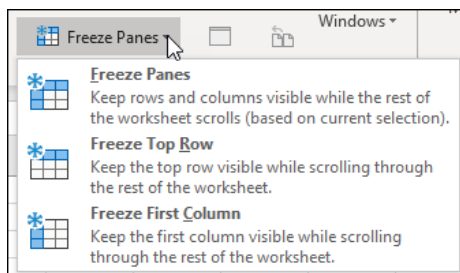 Windows
Freeze Panes
Freeze Panes
Keep rows and columns visible while the rest of
the worksheet scrolls (based on current selection).
Freeze Top Row
Keep the top row visible while scrolling through
the rest of the worksheet.
Freeze First Column
Keep the first column visible while scrolling
through the rest of the worksheet.